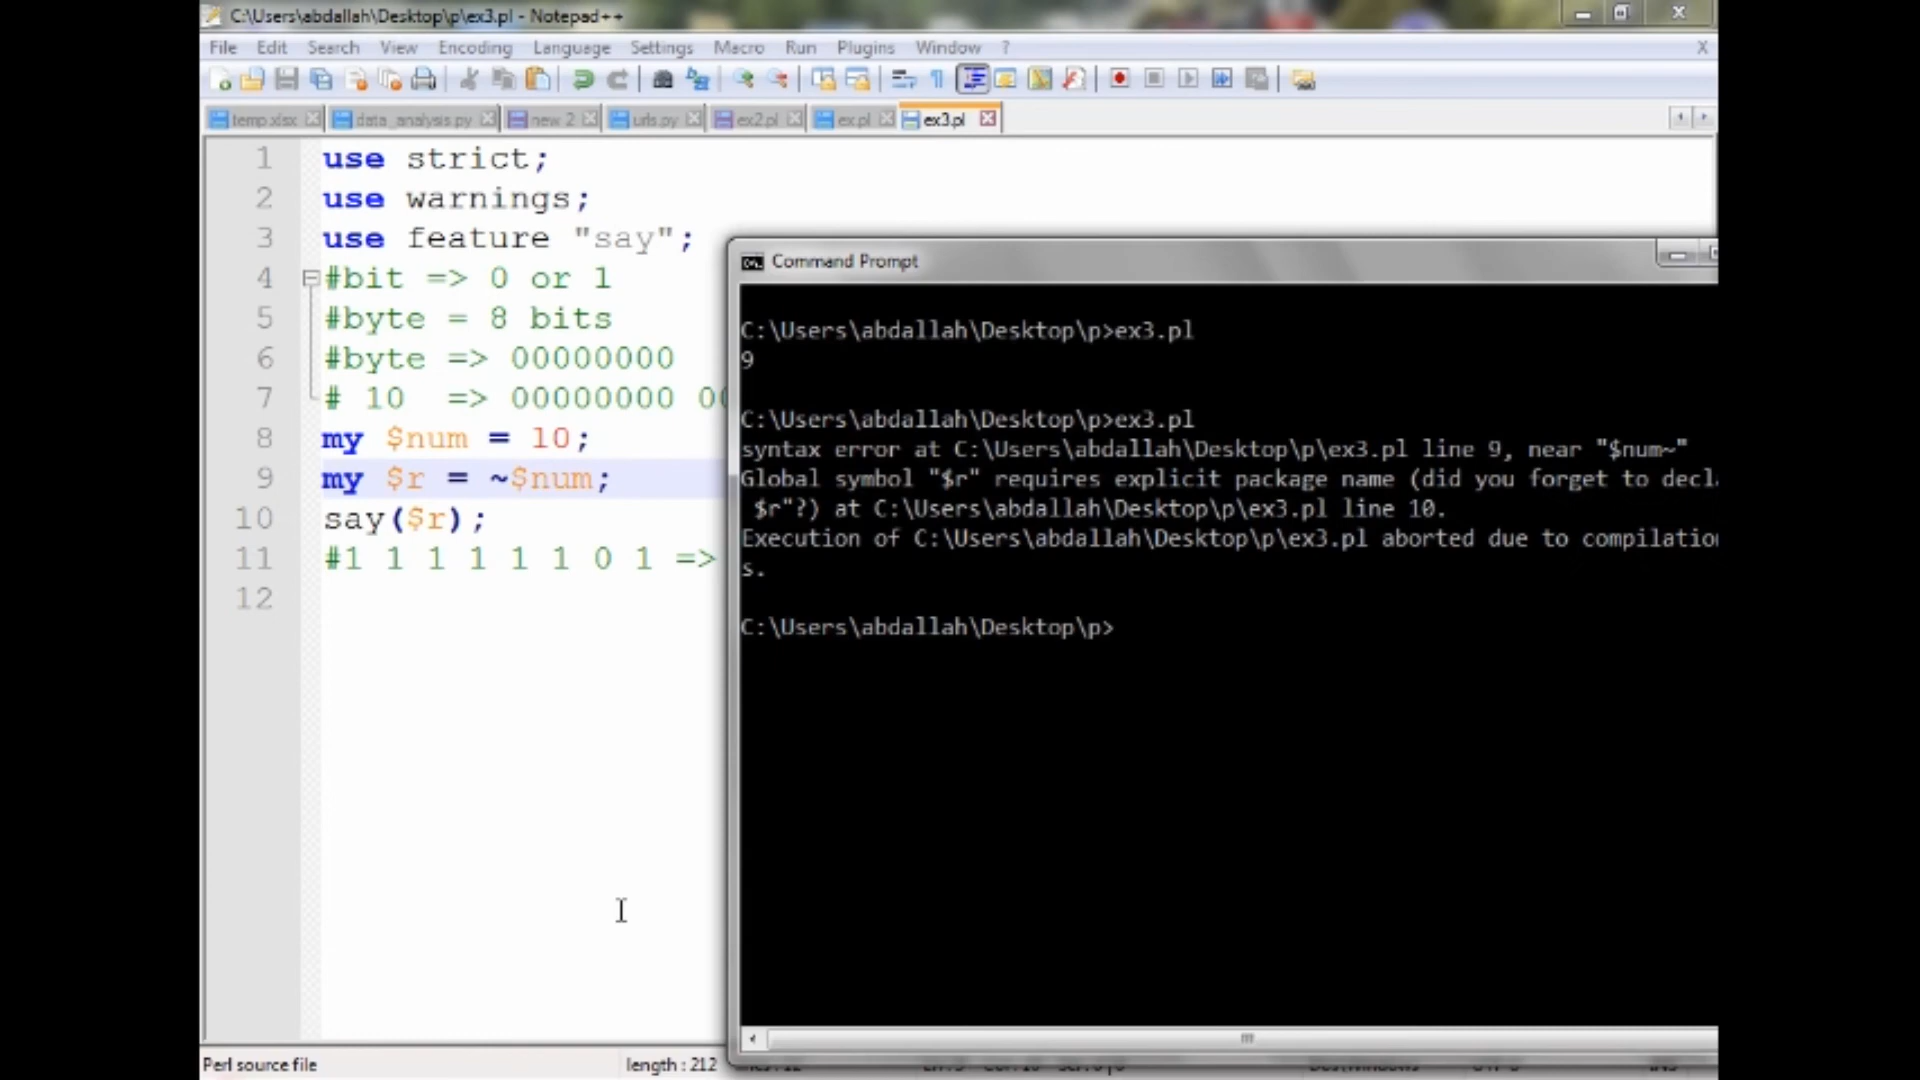 C:\Users\abdallah\Desktop\p\ex3.pl - Notepad++
File Edit Search View Encoding Language Settings Macro Run Plugins Window ? X
temp.xlsx data_analysis.py new 2 urls.py ex2.pl ex.pl ex3.pl
1 use strict;
2 use warnings;
3 use feature "say";
4 #bit => 0 or 1
5 #byte = 8 bits
6 #byte => 00000000
7 # 10 => 00000000 00
8 my $num = 10;
9 my $r = ~$num;
10 say($r);
11 #1 1 1 1 1 1 0 1 =>
12
Command Prompt
C:\Users\abdallah\Desktop\p>ex3.pl
9
C:\Users\abdallah\Desktop\p>ex3.pl
syntax error at C:\Users\abdallah\Desktop\p\ex3.pl line 9, near "$num~"
Global symbol "$r" requires explicit package name (did you forget to decl
$r"?) at C:\Users\abdallah\Desktop\p\ex3.pl line 10.
Execution of C:\Users\abdallah\Desktop\p\ex3.pl aborted due to compilatio
s.
C:\Users\abdallah\Desktop\p>
Perl source file length : 212